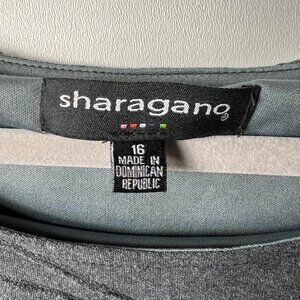 sharagano®
16
MADE IN
DOMINICAN
REPUBLIC